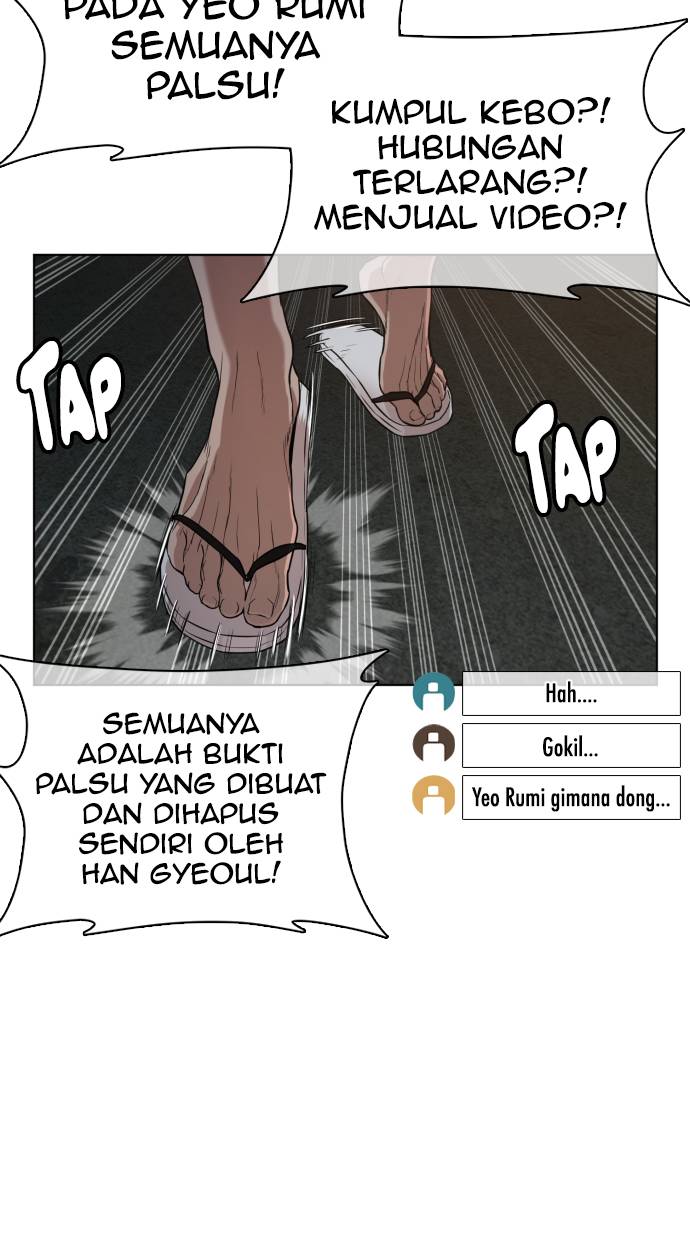 PADA YEO RUMI
SEMUANYA
PALSU!
KUMPUL KEBO?!
HUBUNGAN
TERLARANG?!
MENJUAL VIDEO?!
TAP
TAP
SEMUANYA
ADALAH BUKTI
PALSU YANG DIBUAT
DAN DIHAPUS
SENDIRI OLEH
HAN GYEOUL!
Hah....
Gokil...
Yeo Rumi gimana dong...